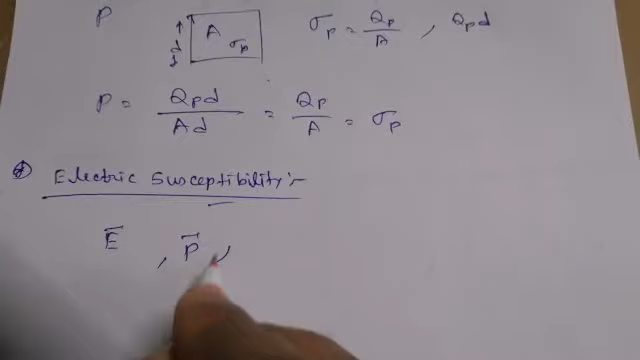 P A d σp σp = Qp/A , Qpd
P = Qpd/Ad = Qp/A = σp
* Electric Susceptibility:-
E⃗ , P⃗ ,